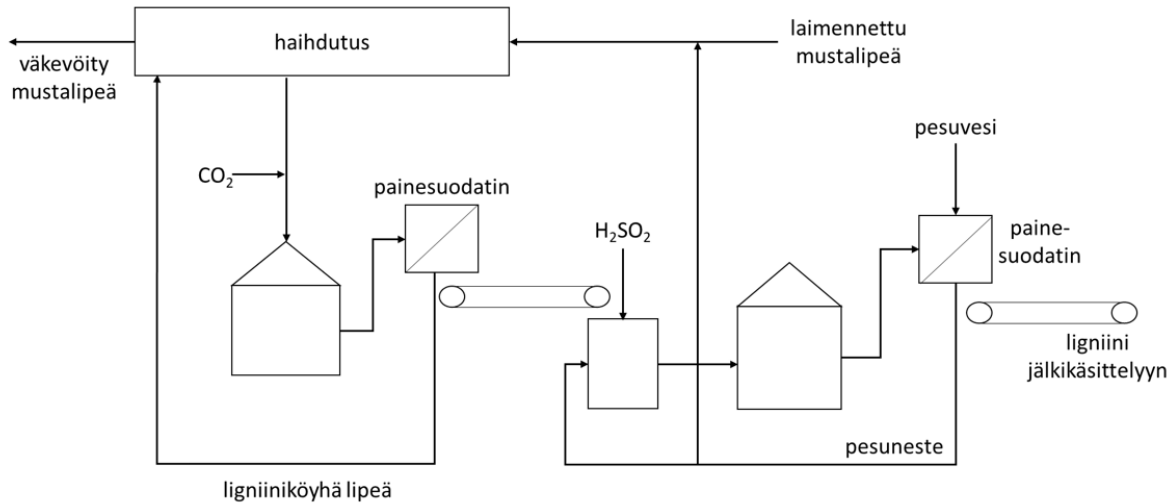 haihdutus
laimennettu
mustalipeä
väkevöity
mustalipeä
pesuvesi
CO₂
painesuodatin
H₂SO₂
paine-
suodatin
ligniini
jälkikäsittelyyn
pesuneste
ligniiniköyhä lipeä